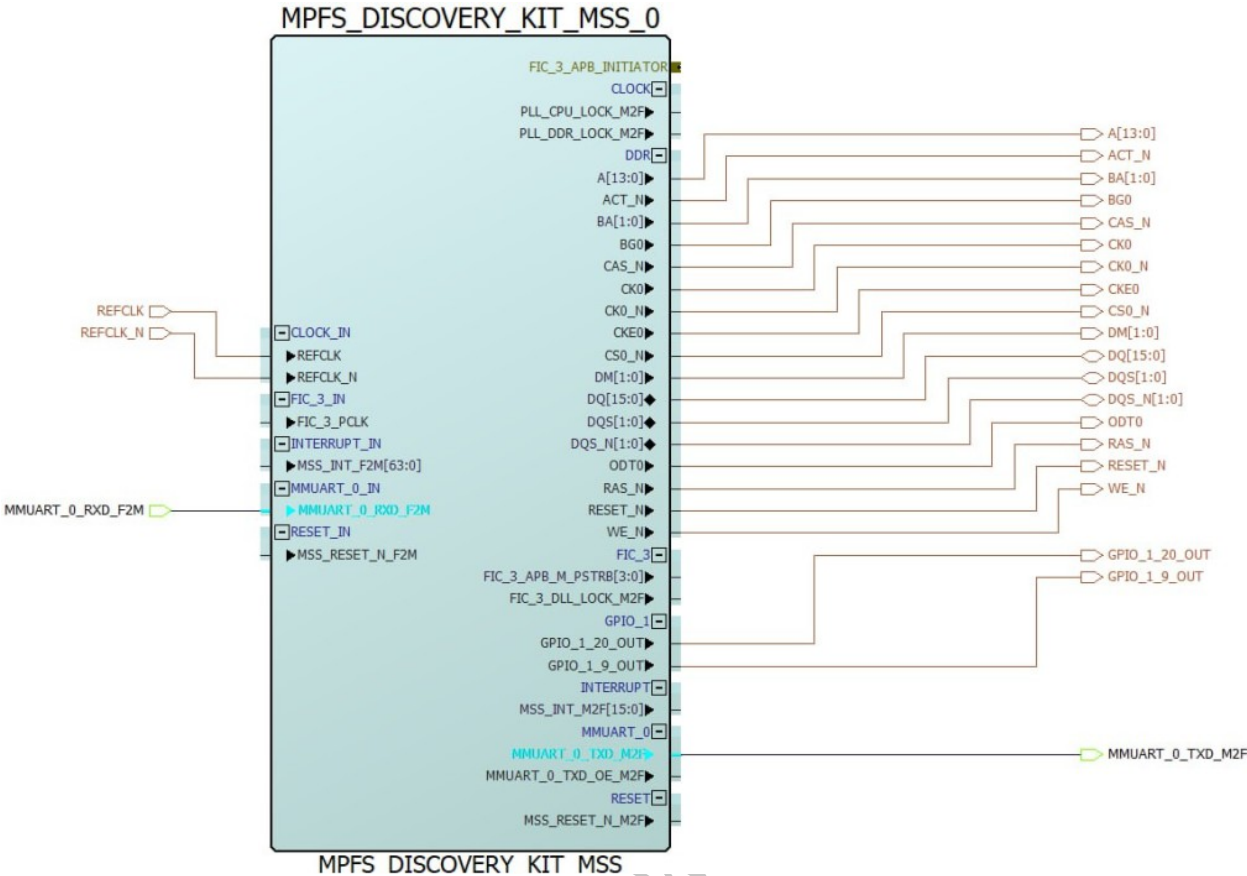 MPFS_DISCOVERY_KIT_MSS_0
FIC_3_APB_INITIATOR
CLOCK
PLL_CPU_LOCK_M2F
PLL_DDR_LOCK_M2F
A[13:0]
DDR
ACT_N
A[13:0]
BA[1:0]
ACT_N
BG0
BA[1:0]
CAS_N
BG0
CK0
CAS_N
CK0_N
CK0
CKE0
REFCLK
CK0_N
CS0_N
REFCLK_N
CLOCK_IN
CKE0
DM[1:0]
REFCLK
CS0_N
DQ[15:0]
REFCLK_N
DM[1:0]
DQS[1:0]
FIC_3_IN
DQ[15:0]
DQS_N[1:0]
FIC_3_PCLK
DQS[1:0]
ODT0
INTERRUPT_IN
DQS_N[1:0]
RAS_N
MSS_INT_F2M[63:0]
ODT0
RESET_N
MMUART_0_IN
RAS_N
WE_N
MMUART_0_RXD_F2M
MMUART_0_RXD_F2M
RESET_N
RESET_IN
WE_N
MSS_RESET_N_F2M
FIC_3
GPIO_1_20_OUT
FIC_3_APB_M_PSTRB[3:0]
GPIO_1_9_OUT
FIC_3_DLL_LOCK_M2F
GPIO_1
GPIO_1_20_OUT
GPIO_1_9_OUT
INTERRUPT
MSS_INT_M2F[15:0]
MMUART_0
MMUART_0_TXD_M2F
MMUART_0_TXD_M2F
MMUART_0_TXD_OE_M2F
RESET
MSS_RESET_N_M2F
MPFS_DISCOVERY_KIT_MSS